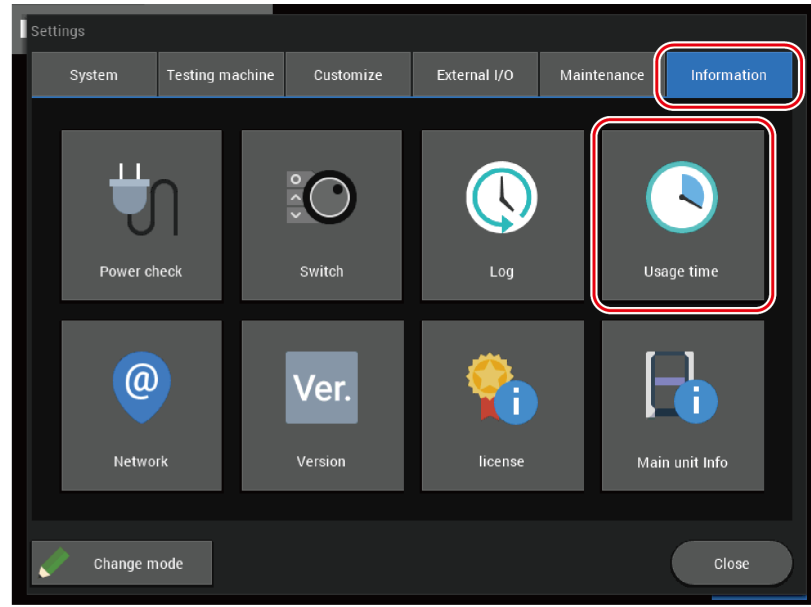 Settings
System Testing machine Customize External I/O Maintenance Information
Power check Switch Log Usage time
@ Ver. i i
Network Version license Main unit Info
Change mode Close